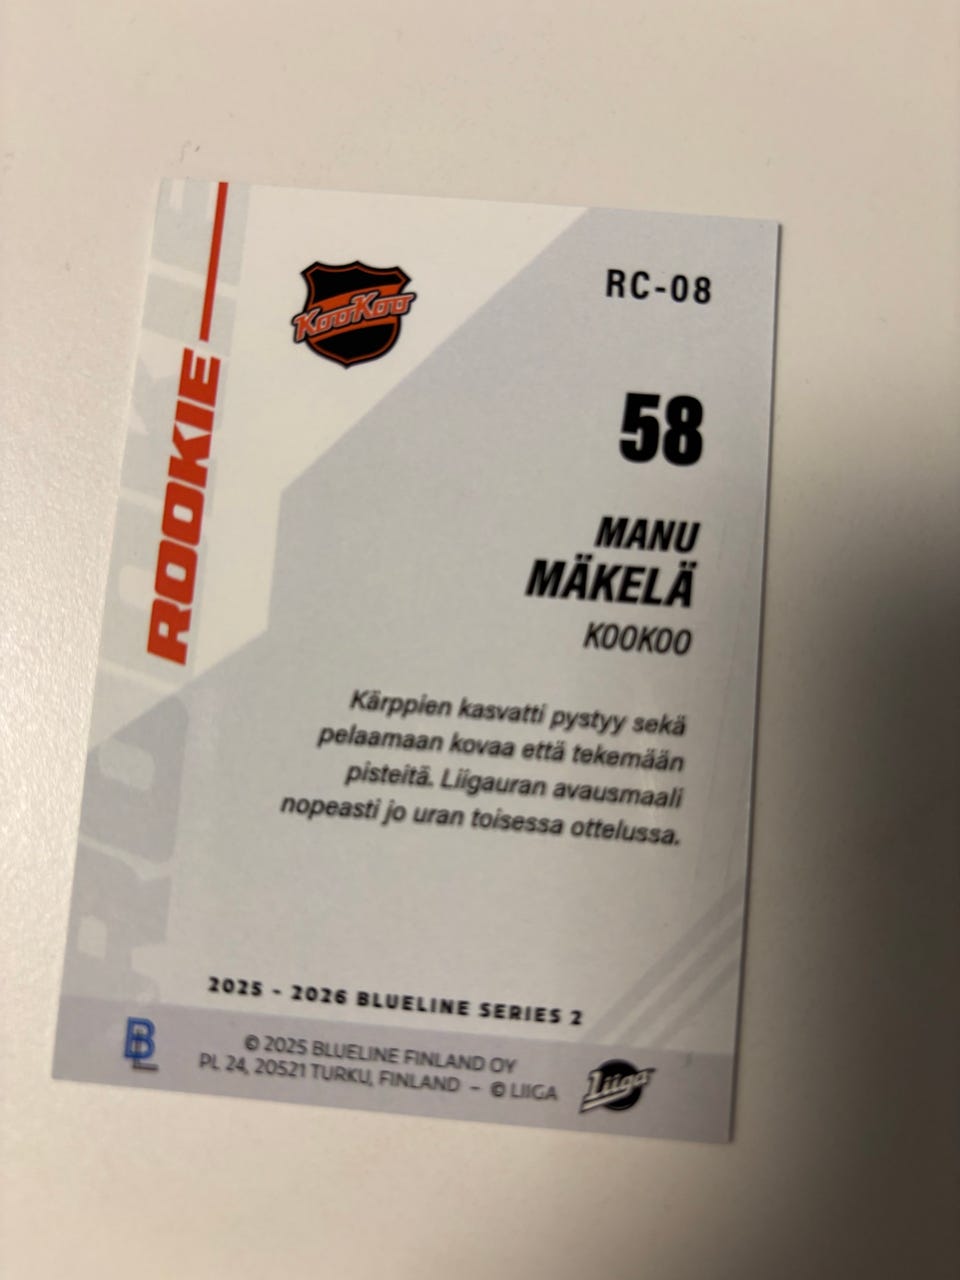 ROOKIE
KooKoo
RC-08
58
MANU
MÄKELÄ
KOOKOO
Kärppien kasvatti pystyy sekä
pelaamaan kovaa että tekemään
pisteitä. Liigauran avausmaali
nopeasti jo uran toisessa ottelussa.
2025 - 2026 BLUELINE SERIES 2
BL
© 2025 BLUELINE FINLAND OY
PL 24, 20521 TURKU, FINLAND - © LIIGA
Liiga